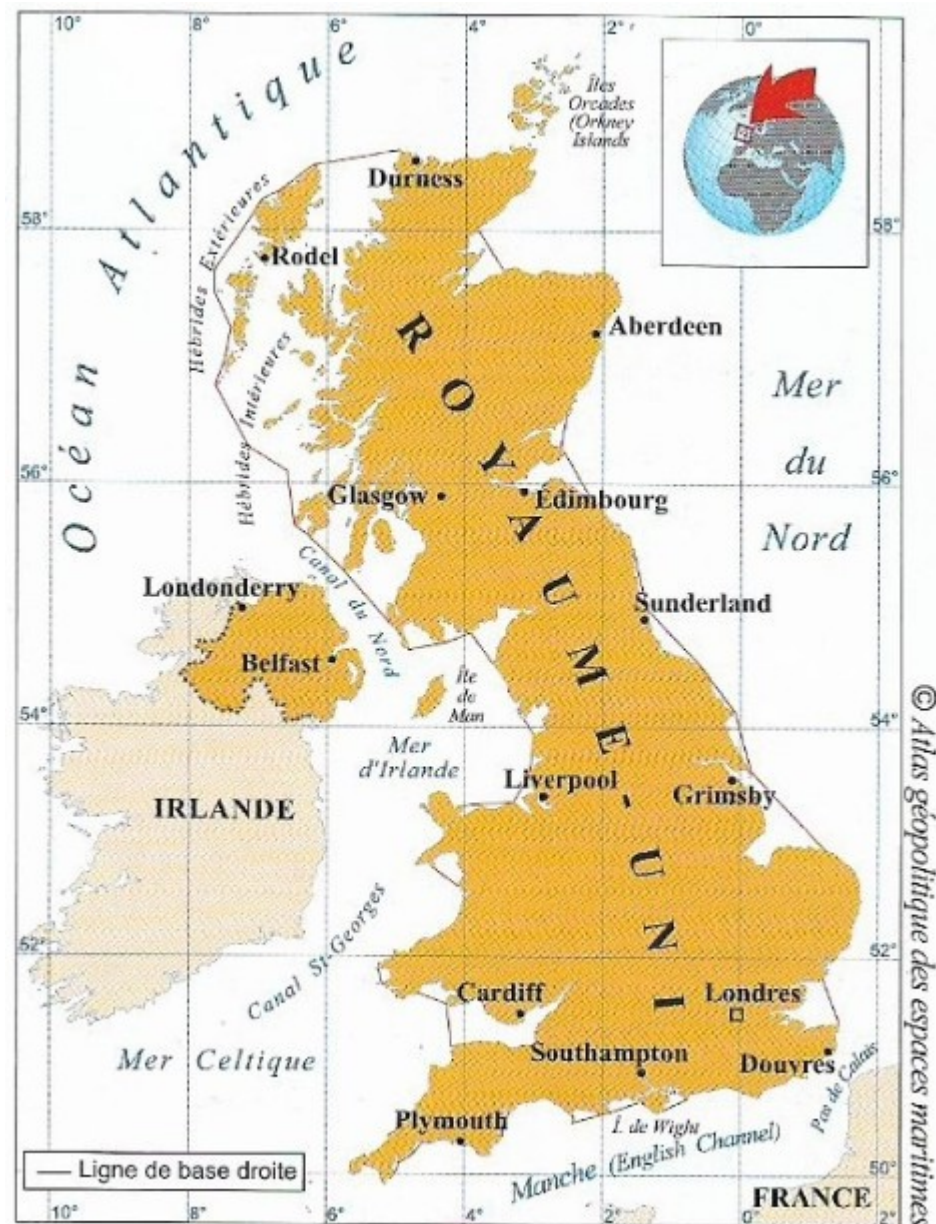 10°
8°
6°
4°
2°
0°
2°
Océan Atlantique
Îles
Orcades
(Orkney
Islands
Durness
58°
58°
Hébrides Extérieures
Rodel
Aberdeen
Hébrides Intérieures
Mer
du
Nord
ROYAUME-UNI
56°
56°
Glasgow
Edimbourg
Canal du Nord
Londonderry
Sunderland
Belfast
Île
de
Man
54°
54°
Mer
d'Irlande
Liverpool
Grimsby
IRLANDE
52°
52°
Canal St-Georges
Cardiff
Londres
Mer Celtique
Southampton
Douvres
Pas de Calais
Plymouth
Î. de Wight
Manche (English Channel)
Ligne de base droite
50°
FRANCE
10°
8°
6°
4°
2°
0°
2°
© Atlas géopolitique des espaces maritimes